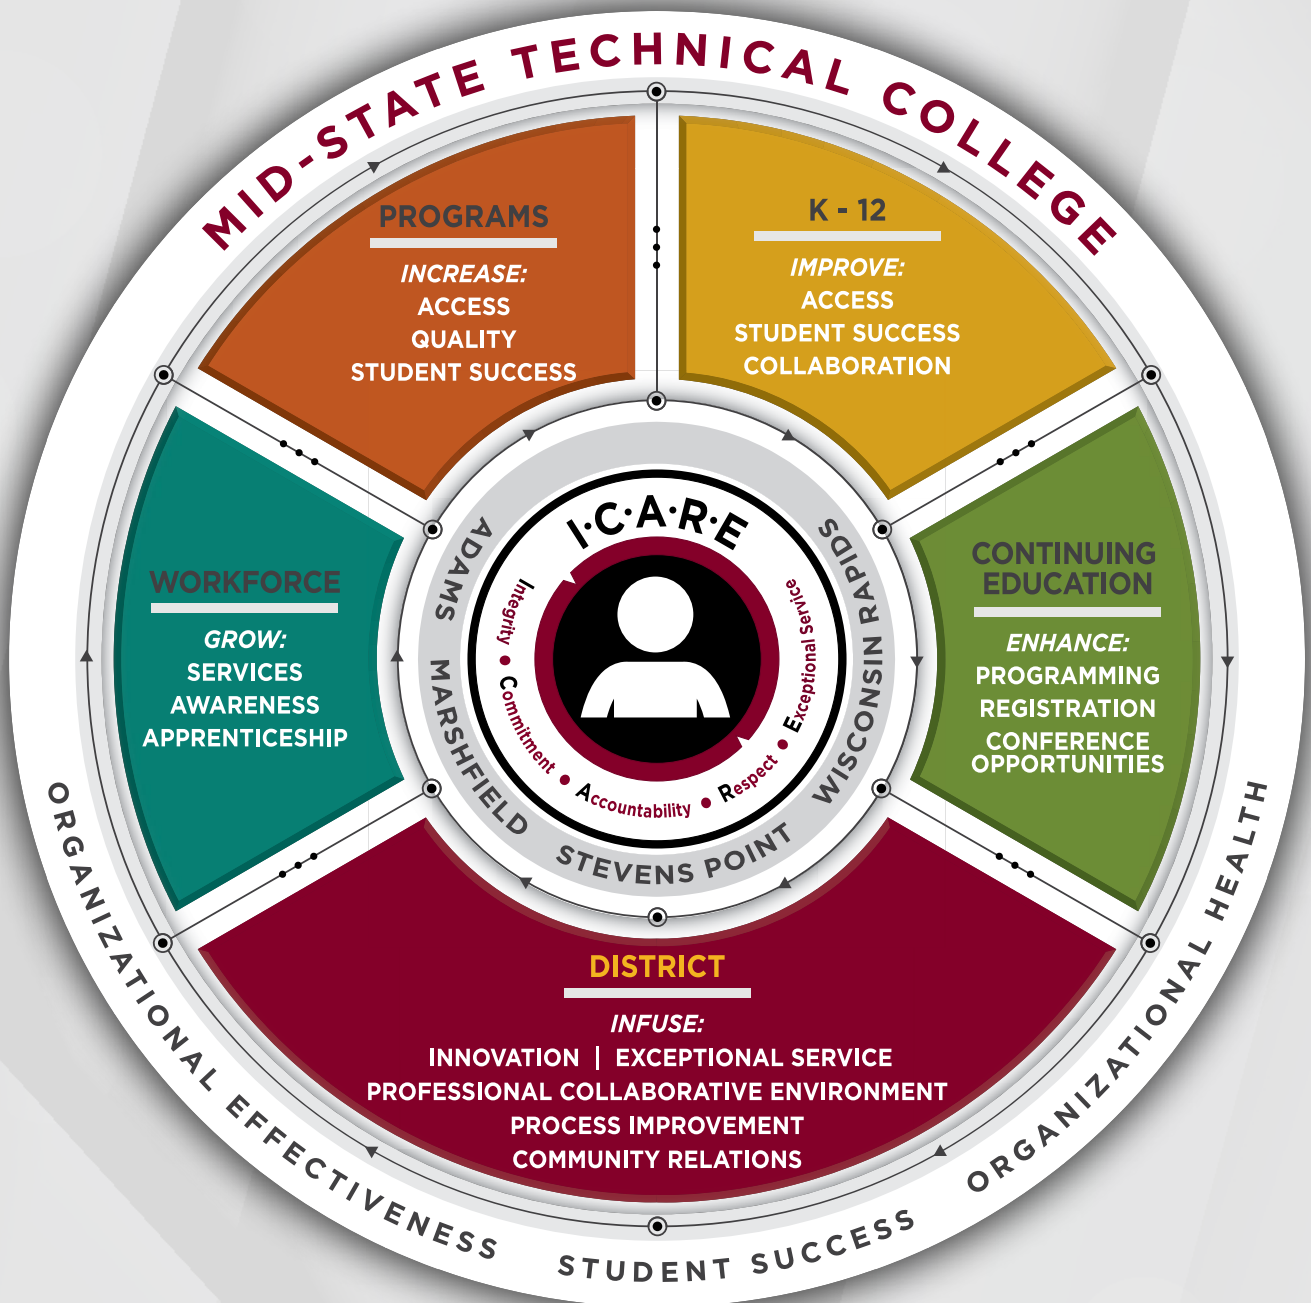 MID-STATE TECHNICAL COLLEGE
PROGRAMS
INCREASE:
ACCESS
QUALITY
STUDENT SUCCESS
K - 12
IMPROVE:
ACCESS
STUDENT SUCCESS
COLLABORATION
WORKFORCE
GROW:
SERVICES
AWARENESS
APPRENTICESHIP
CONTINUING
EDUCATION
ENHANCE:
PROGRAMMING
REGISTRATION
CONFERENCE
OPPORTUNITIES
I·C·A·R·E
Integrity • Commitment • Accountability • Respect • Exceptional Service
ADAMS
MARSHFIELD
STEVENS POINT
WISCONSIN RAPIDS
DISTRICT
INFUSE:
INNOVATION | EXCEPTIONAL SERVICE
PROFESSIONAL COLLABORATIVE ENVIRONMENT
PROCESS IMPROVEMENT
COMMUNITY RELATIONS
ORGANIZATIONAL EFFECTIVENESS
STUDENT SUCCESS
ORGANIZATIONAL HEALTH